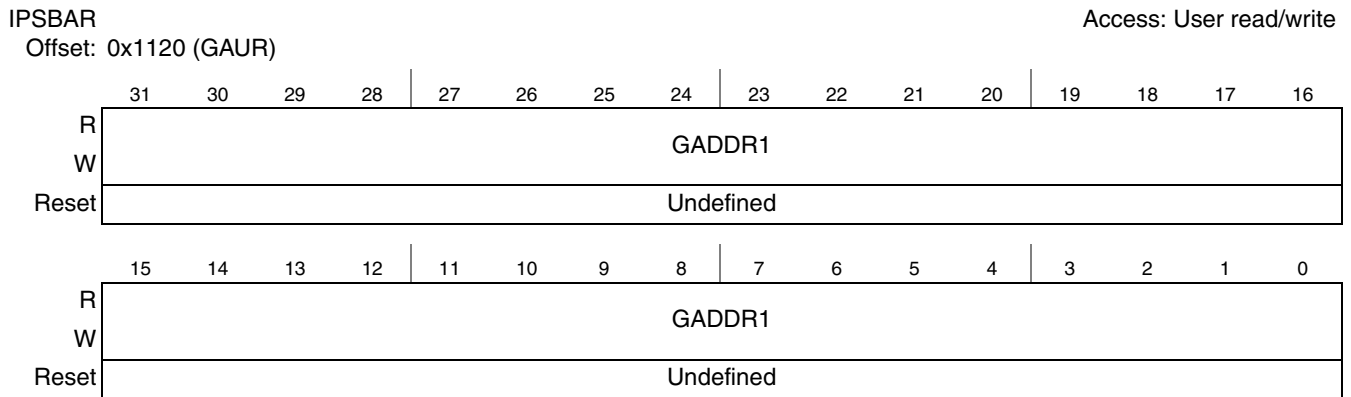 IPSBAR Access: User read/write
Offset: 0x1120 (GAUR)
31 30 29 28 27 26 25 24 23 22 21 20 19 18 17 16
R
GADDR1
W
Reset Undefined
15 14 13 12 11 10 9 8 7 6 5 4 3 2 1 0
R
GADDR1
W
Reset Undefined